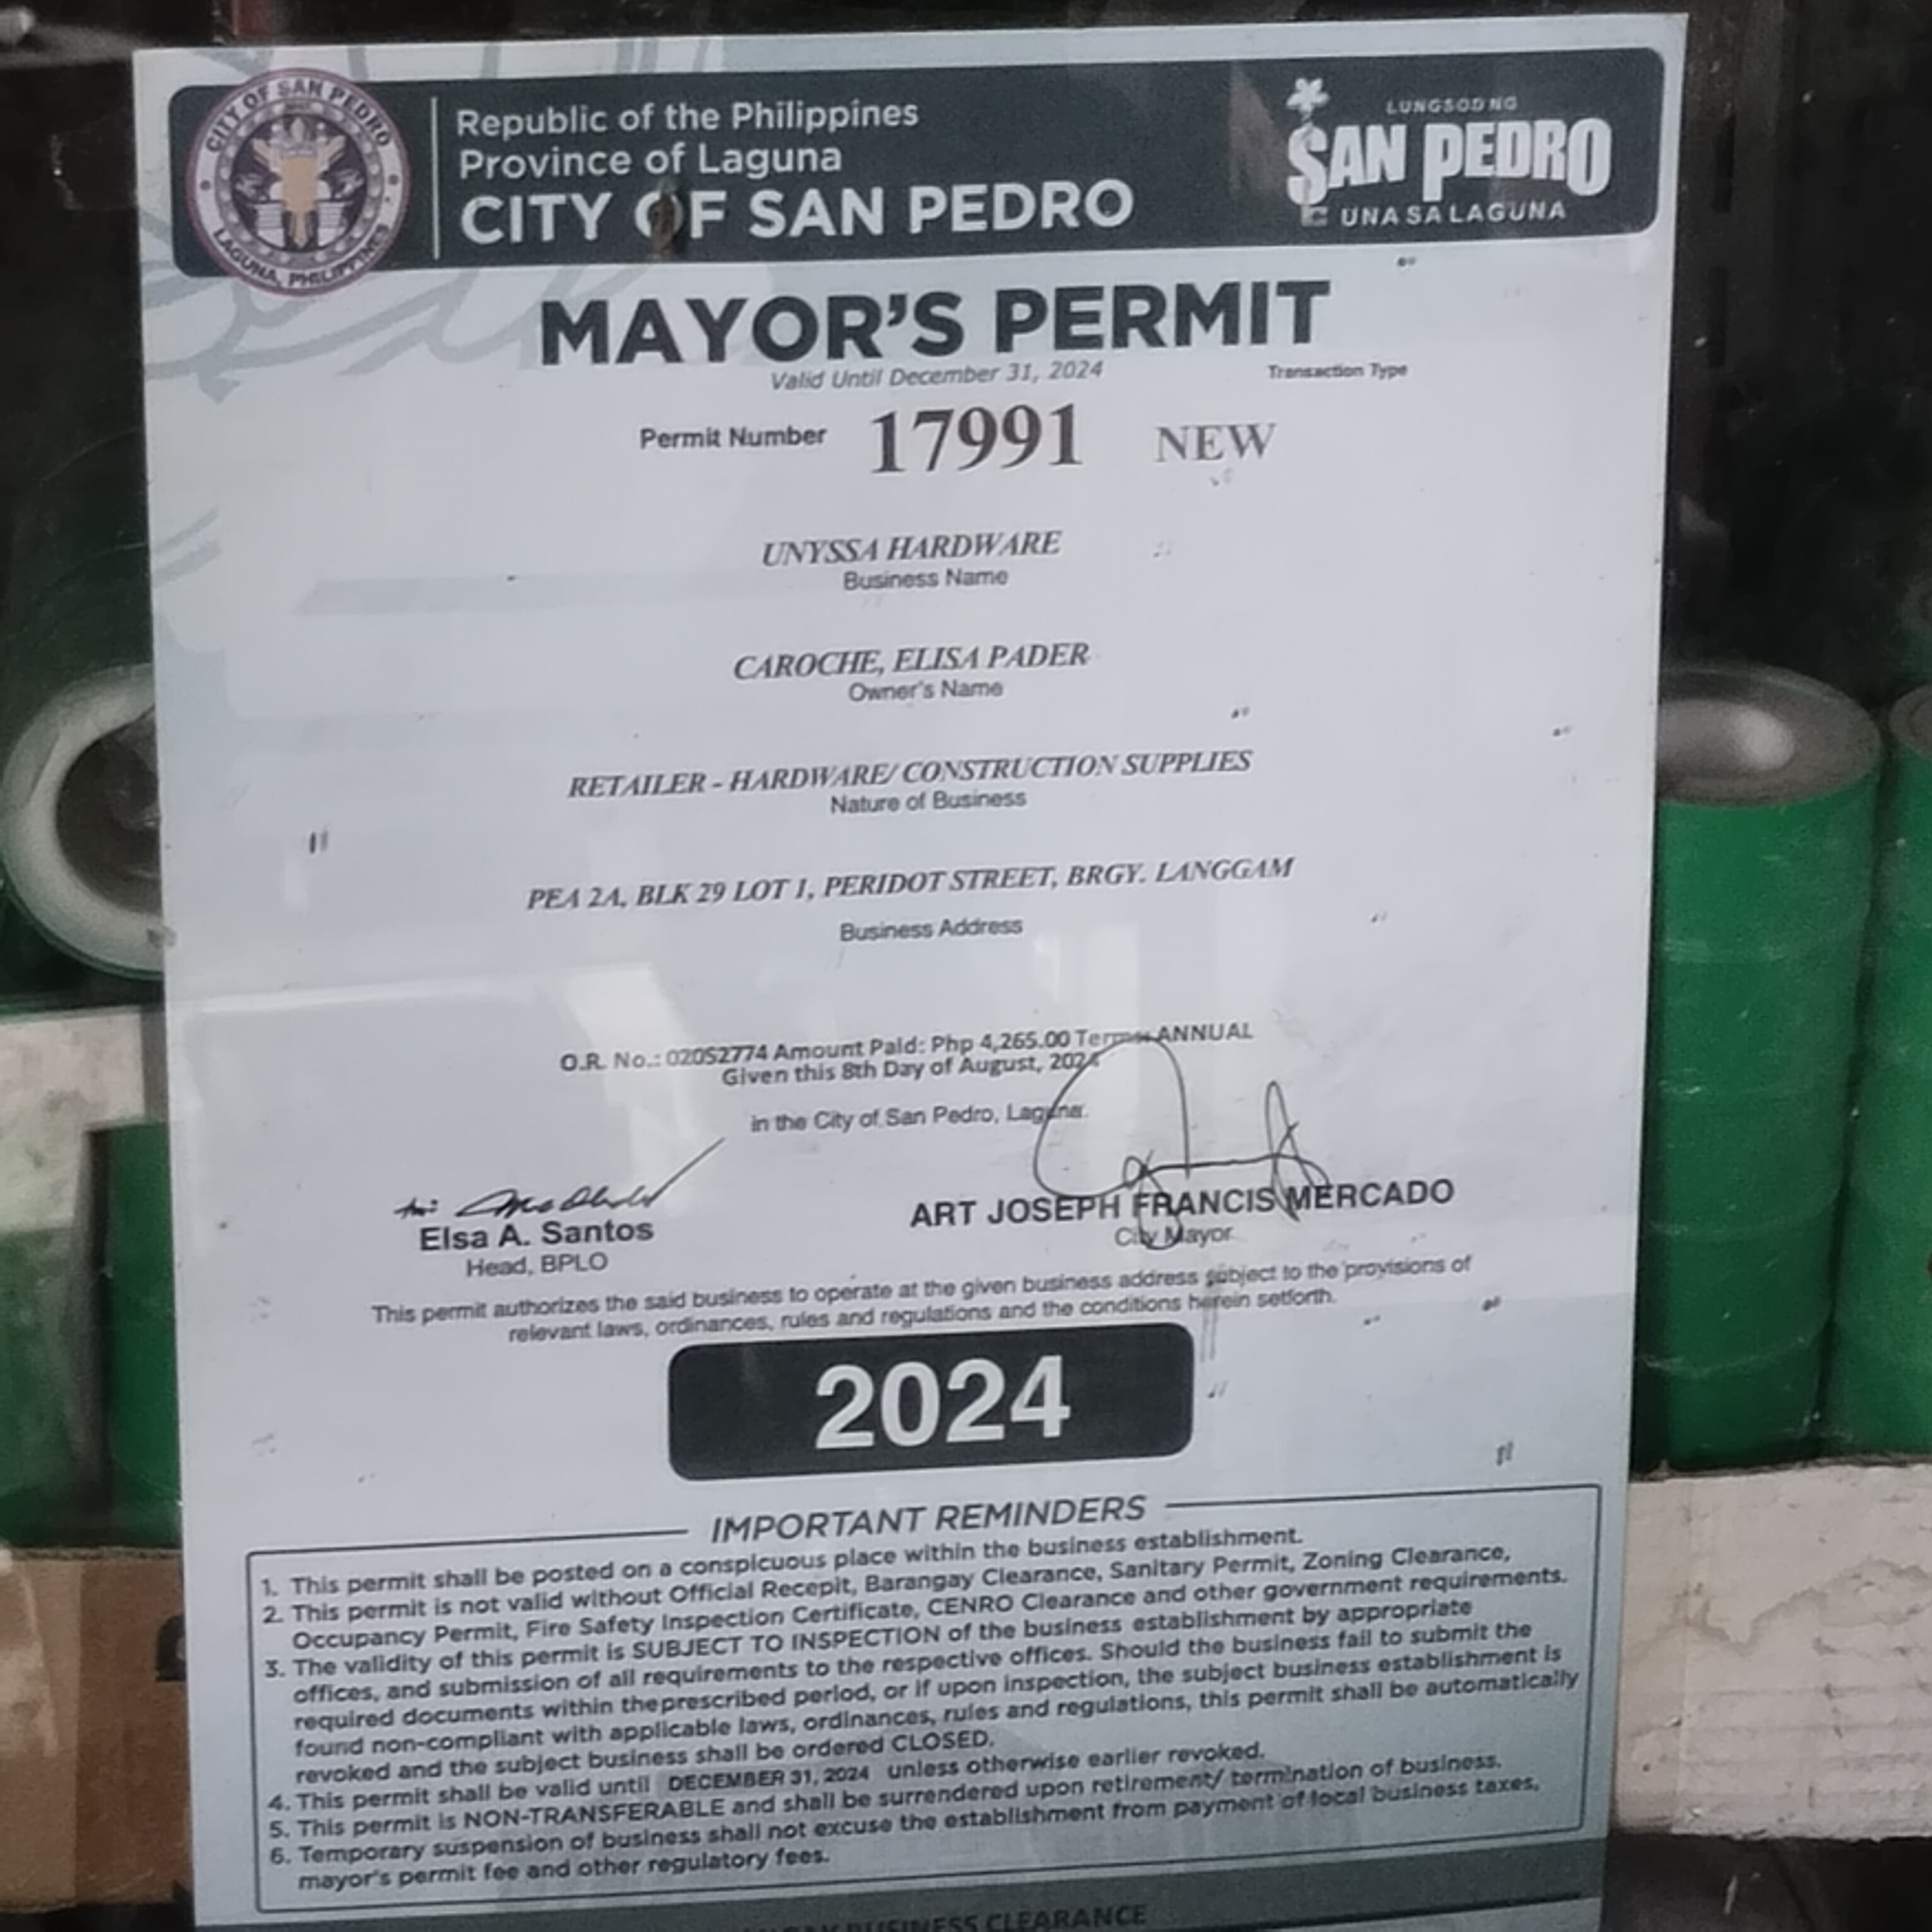 CITY OF SAN PEDRO
LAGUNA, PHILIPPINES
Republic of the Philippines
Province of Laguna
CITY OF SAN PEDRO
LUNGSOD NG
SAN PEDRO
UNA SA LAGUNA
MAYOR'S PERMIT
Valid Until December 31, 2024
Transaction Type
Permit Number 17991 NEW
UNYSSA HARDWARE
Business Name
CAROCHE, ELISA PADER
Owner's Name
RETAILER - HARDWARE/ CONSTRUCTION SUPPLIES
Nature of Business
PEA 2A, BLK 29 LOT 1, PERIDOT STREET, BRGY. LANGGAM
Business Address
O.R. No.: 02052774 Amount Paid: Php 4,265.00 Term: ANNUAL
Given this 8th Day of August, 2024
in the City of San Pedro, Laguna.
Elsa A. Santos
Head, BPLO
ART JOSEPH FRANCIS MERCADO
City Mayor
This permit authorizes the said business to operate at the given business address subject to the provisions of
relevant laws, ordinances, rules and regulations and the conditions herein setforth.
2024
IMPORTANT REMINDERS
1. This permit shall be posted on a conspicuous place within the business establishment.
2. This permit is not valid without Official Recepit, Barangay Clearance, Sanitary Permit, Zoning Clearance,
Occupancy Permit, Fire Safety Inspection Certificate, CENRO Clearance and other government requirements.
3. The validity of this permit is SUBJECT TO INSPECTION of the business establishment by appropriate
offices, and submission of all requirements to the respective offices. Should the business fail to submit the
required documents within the prescribed period, or if upon inspection, the subject business establishment is
found non-compliant with applicable laws, ordinances, rules and regulations, this permit shall be automatically
revoked and the subject business shall be ordered CLOSED.
4. This permit shall be valid until DECEMBER 31, 2024 unless otherwise earlier revoked.
5. This permit is NON-TRANSFERABLE and shall be surrendered upon retirement/ termination of business.
6. Temporary suspension of business shall not excuse the establishment from payment of local business taxes,
mayor's permit fee and other regulatory fees.
BUSINESS CLEARANCE